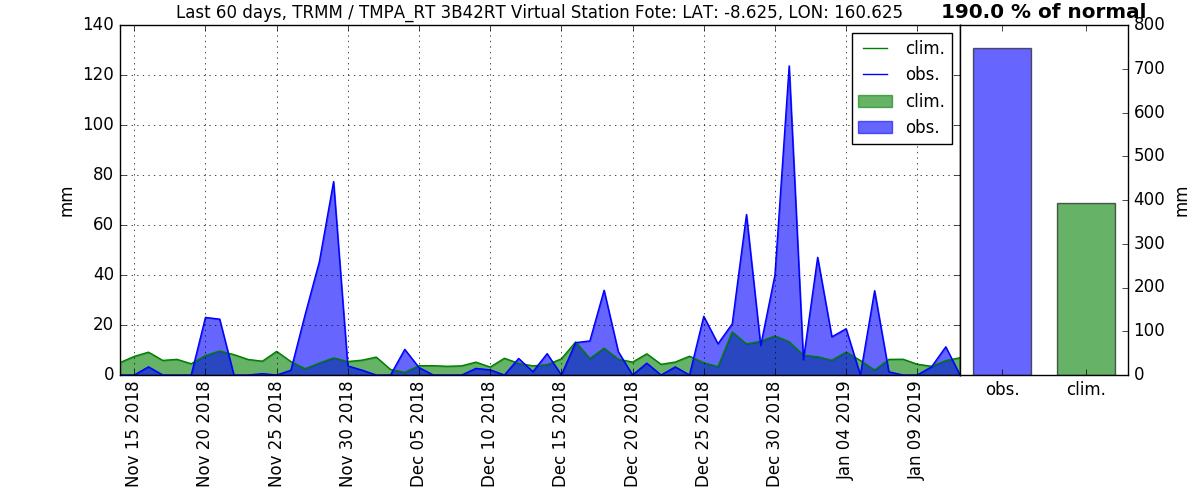 Last 60 days, TRMM / TMPA_RT 3B42RT Virtual Station Fote: LAT: -8.625, LON: 160.625
190.0 % of normal
mm
140
120
100
80
60
40
20
0
clim.
obs.
clim.
obs.
800
700
600
500
400
300
200
100
0
mm
Nov 15 2018
Nov 20 2018
Nov 25 2018
Nov 30 2018
Dec 05 2018
Dec 10 2018
Dec 15 2018
Dec 20 2018
Dec 25 2018
Dec 30 2018
Jan 04 2019
Jan 09 2019
obs.
clim.